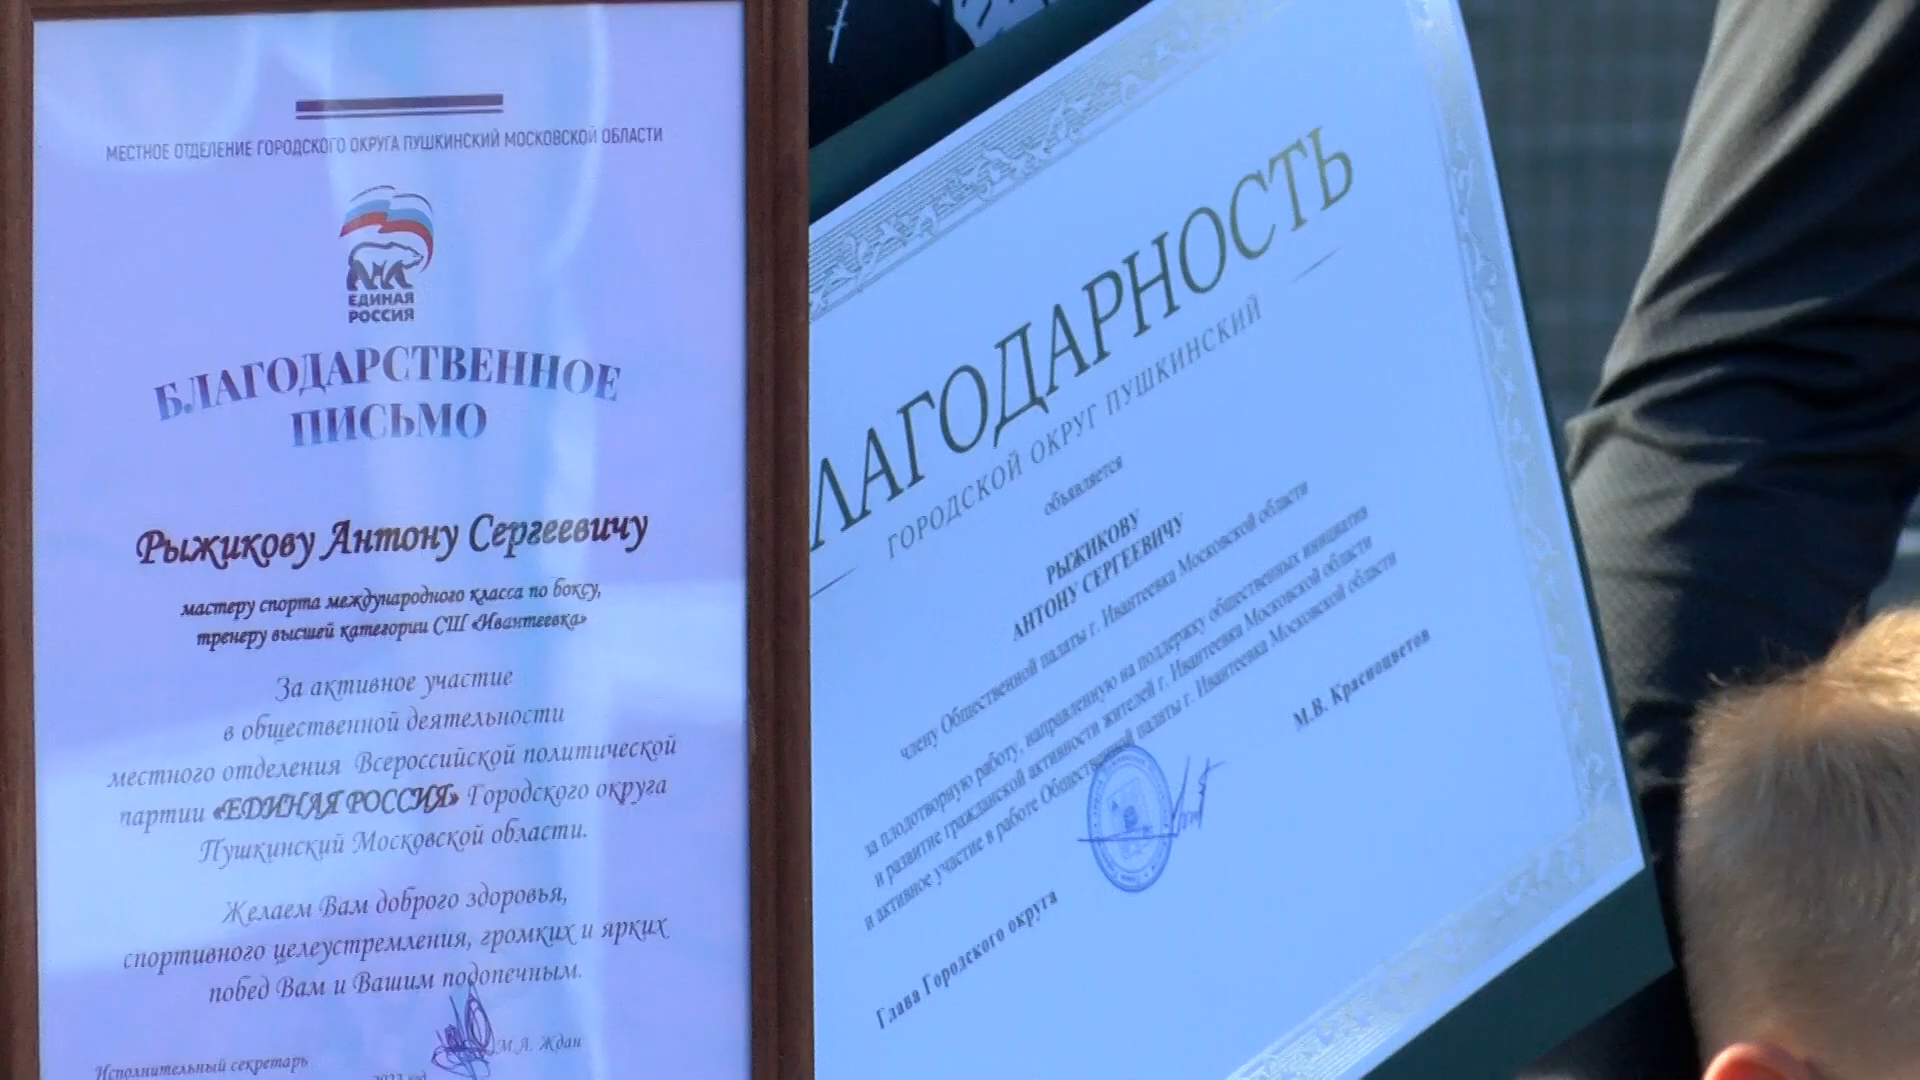 МЕСТНОЕ ОТДЕЛЕНИЕ ГОРОДСКОГО ОКРУГА ПУШКИНСКИЙ МОСКОВСКОЙ ОБЛАСТИ
ЕДИНАЯ
РОССИЯ
БЛАГОДАРСТВЕННОЕ
ПИСЬМО
Рыжикову Антону Сергеевичу
мастеру спорта международного класса по боксу,
тренеру высшей категории СШ «Ивантеевка»
За активное участие
в общественной деятельности
местного отделения Всероссийской политической
партии «ЕДИНАЯ РОССИЯ» Городского округа
Пушкинский Московской области.
Желаем Вам доброго здоровья,
спортивного целеустремления, громких и ярких
побед Вам и Вашим подопечным.
Исполнительный секретарь
М.А. Ждан
ЛАГОДАРНОСТЬ
ГОРОДСКОЙ ОКРУГ ПУШКИНСКИЙ
объявляется
РЫЖИКОВУ
АНТОНУ СЕРГЕЕВИЧУ
члену Общественной палаты г. Ивантеевка Московской области
за плодотворную работу, направленную на поддержку общественных инициатив
и развитие гражданской активности жителей г. Ивантеевка Московской области
и активное участие в работе Общественной палаты г. Ивантеевка Московской области
Глава Городского округа
М.В. Красноцветов